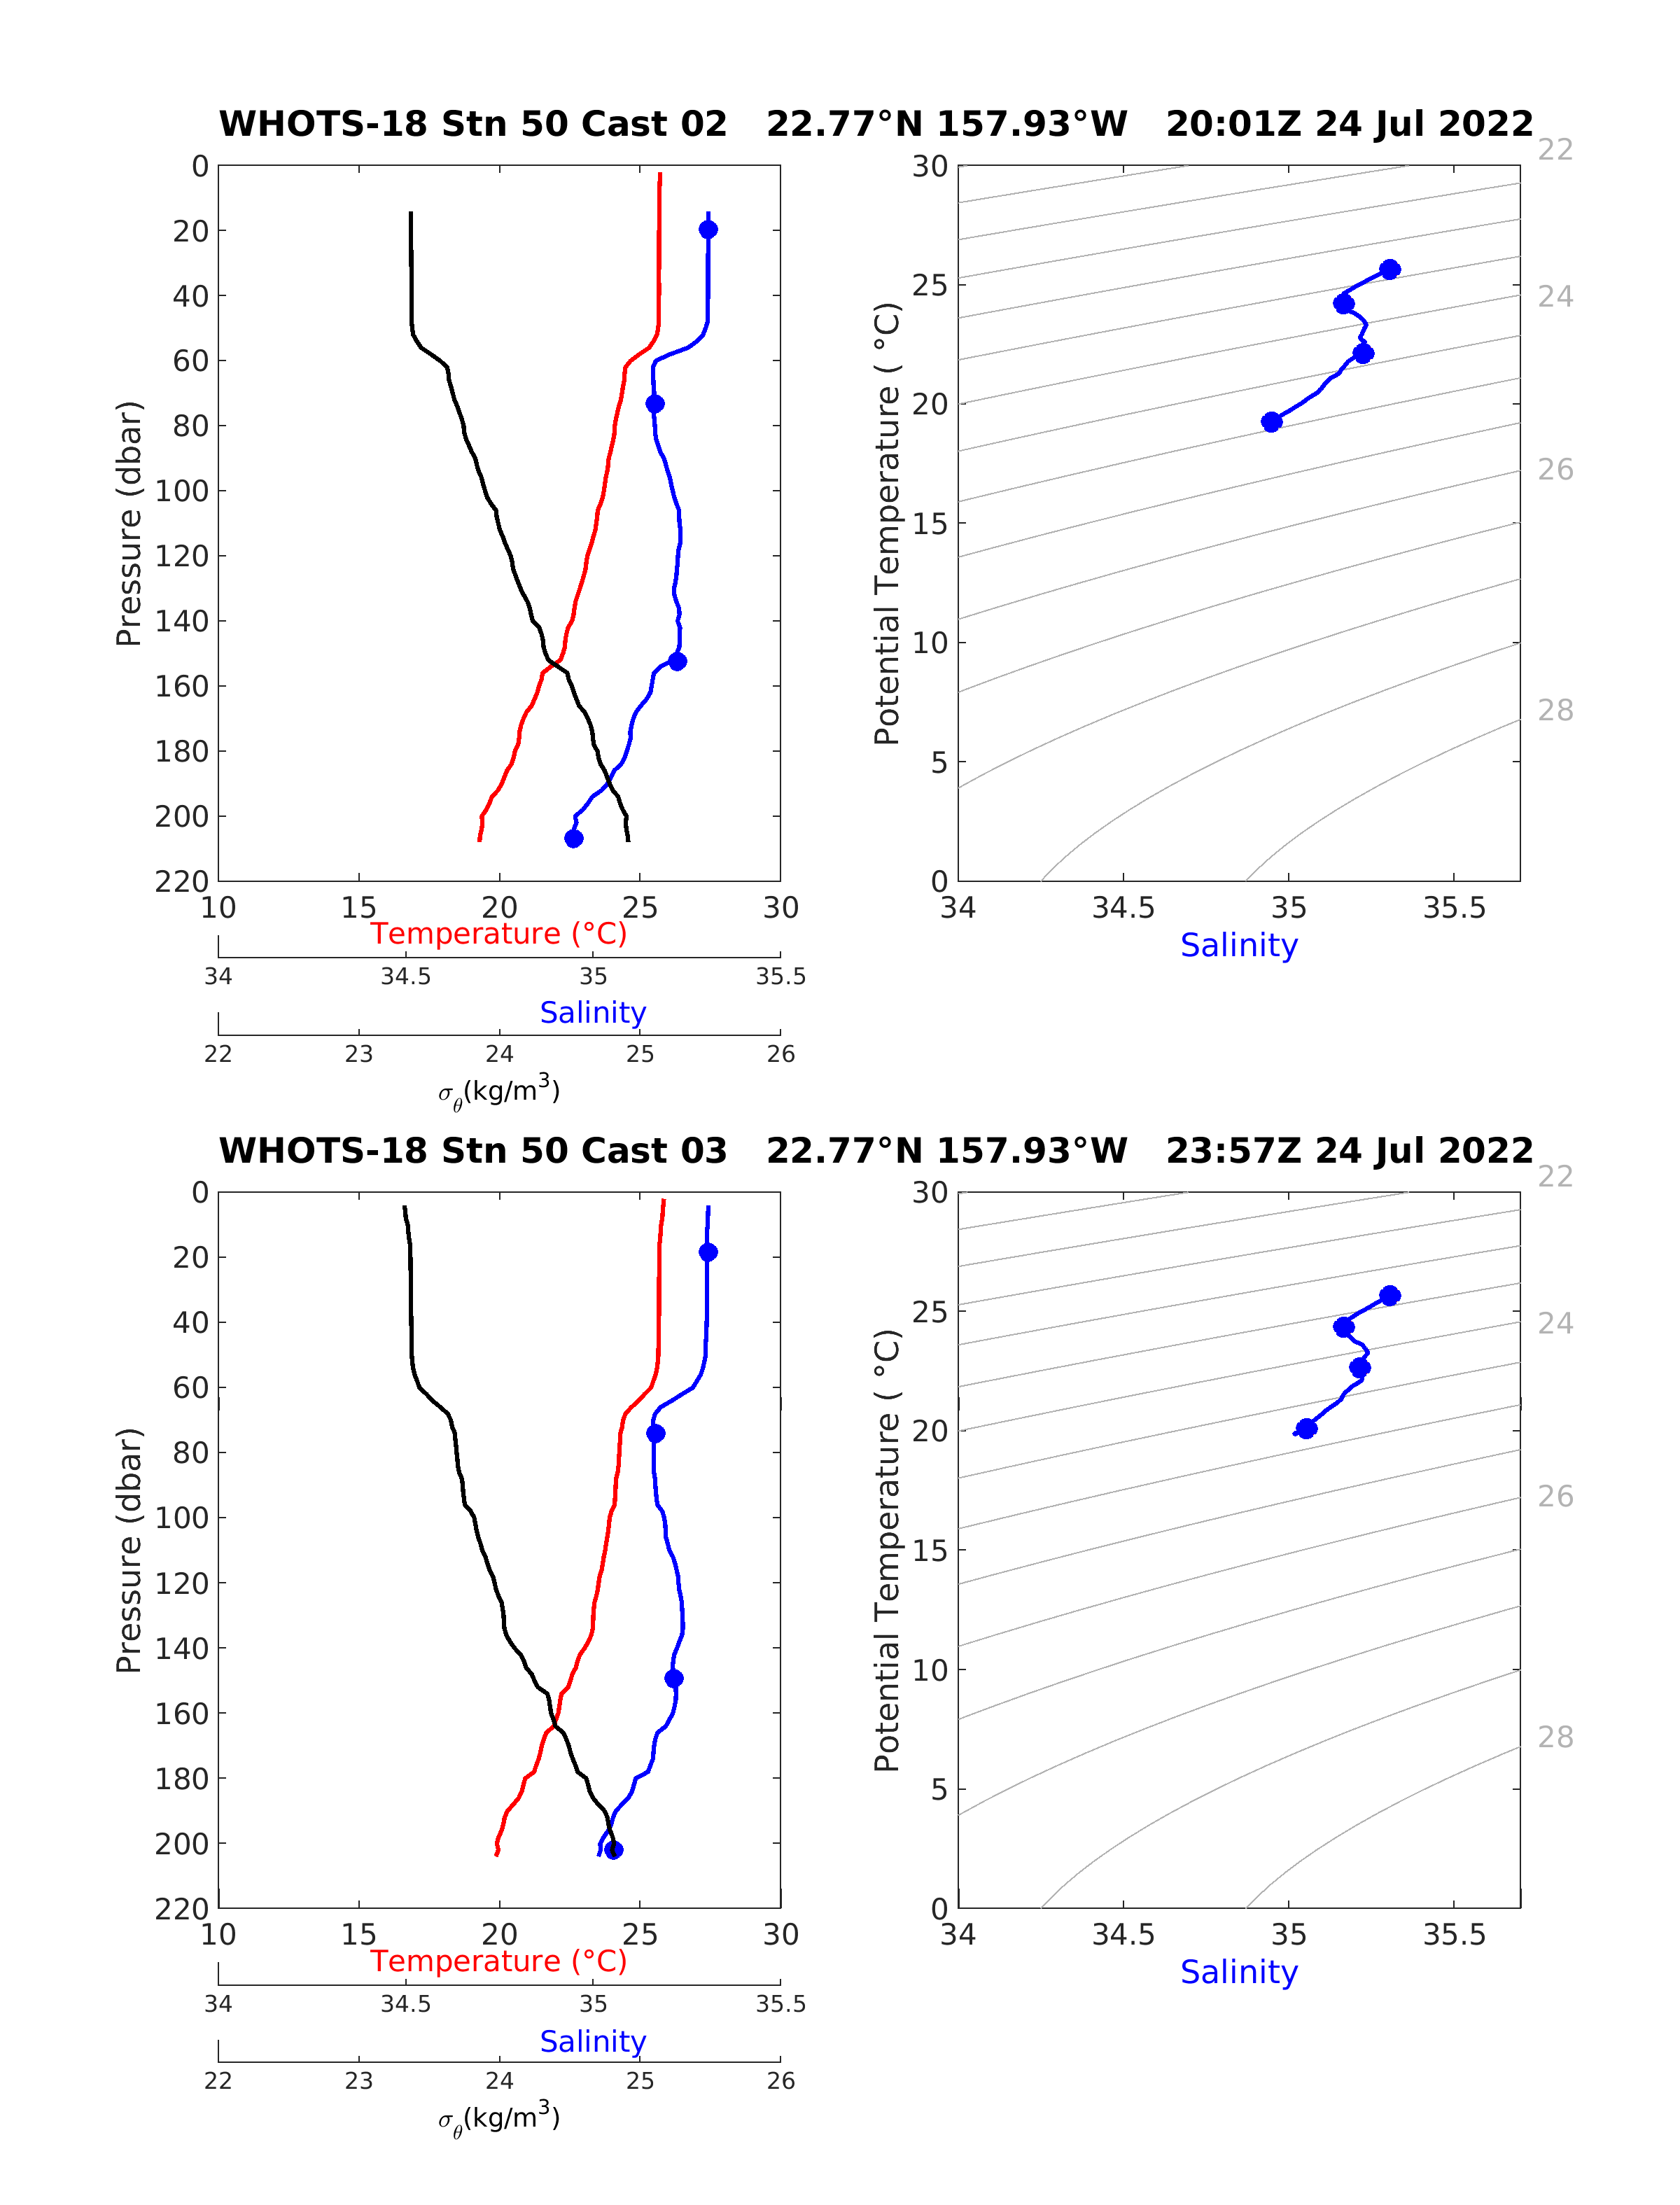 WHOTS-18 Stn 50 Cast 02   22.77°N 157.93°W   20:01Z 24 Jul 2022
0
20
40
60
80
100
120
140
160
180
200
220
Pressure (dbar)
10 15 20 25 30
Temperature (°C)
34 34.5 35 35.5
Salinity
22 23 24 25 26
σθ(kg/m³)
30
25
20
15
10
5
0
Potential Temperature ( °C)
34 34.5 35 35.5
Salinity
22
24
26
28
WHOTS-18 Stn 50 Cast 03   22.77°N 157.93°W   23:57Z 24 Jul 2022
0
20
40
60
80
100
120
140
160
180
200
220
Pressure (dbar)
10 15 20 25 30
Temperature (°C)
34 34.5 35 35.5
Salinity
22 23 24 25 26
σθ(kg/m³)
30
25
20
15
10
5
0
Potential Temperature ( °C)
34 34.5 35 35.5
Salinity
22
24
26
28